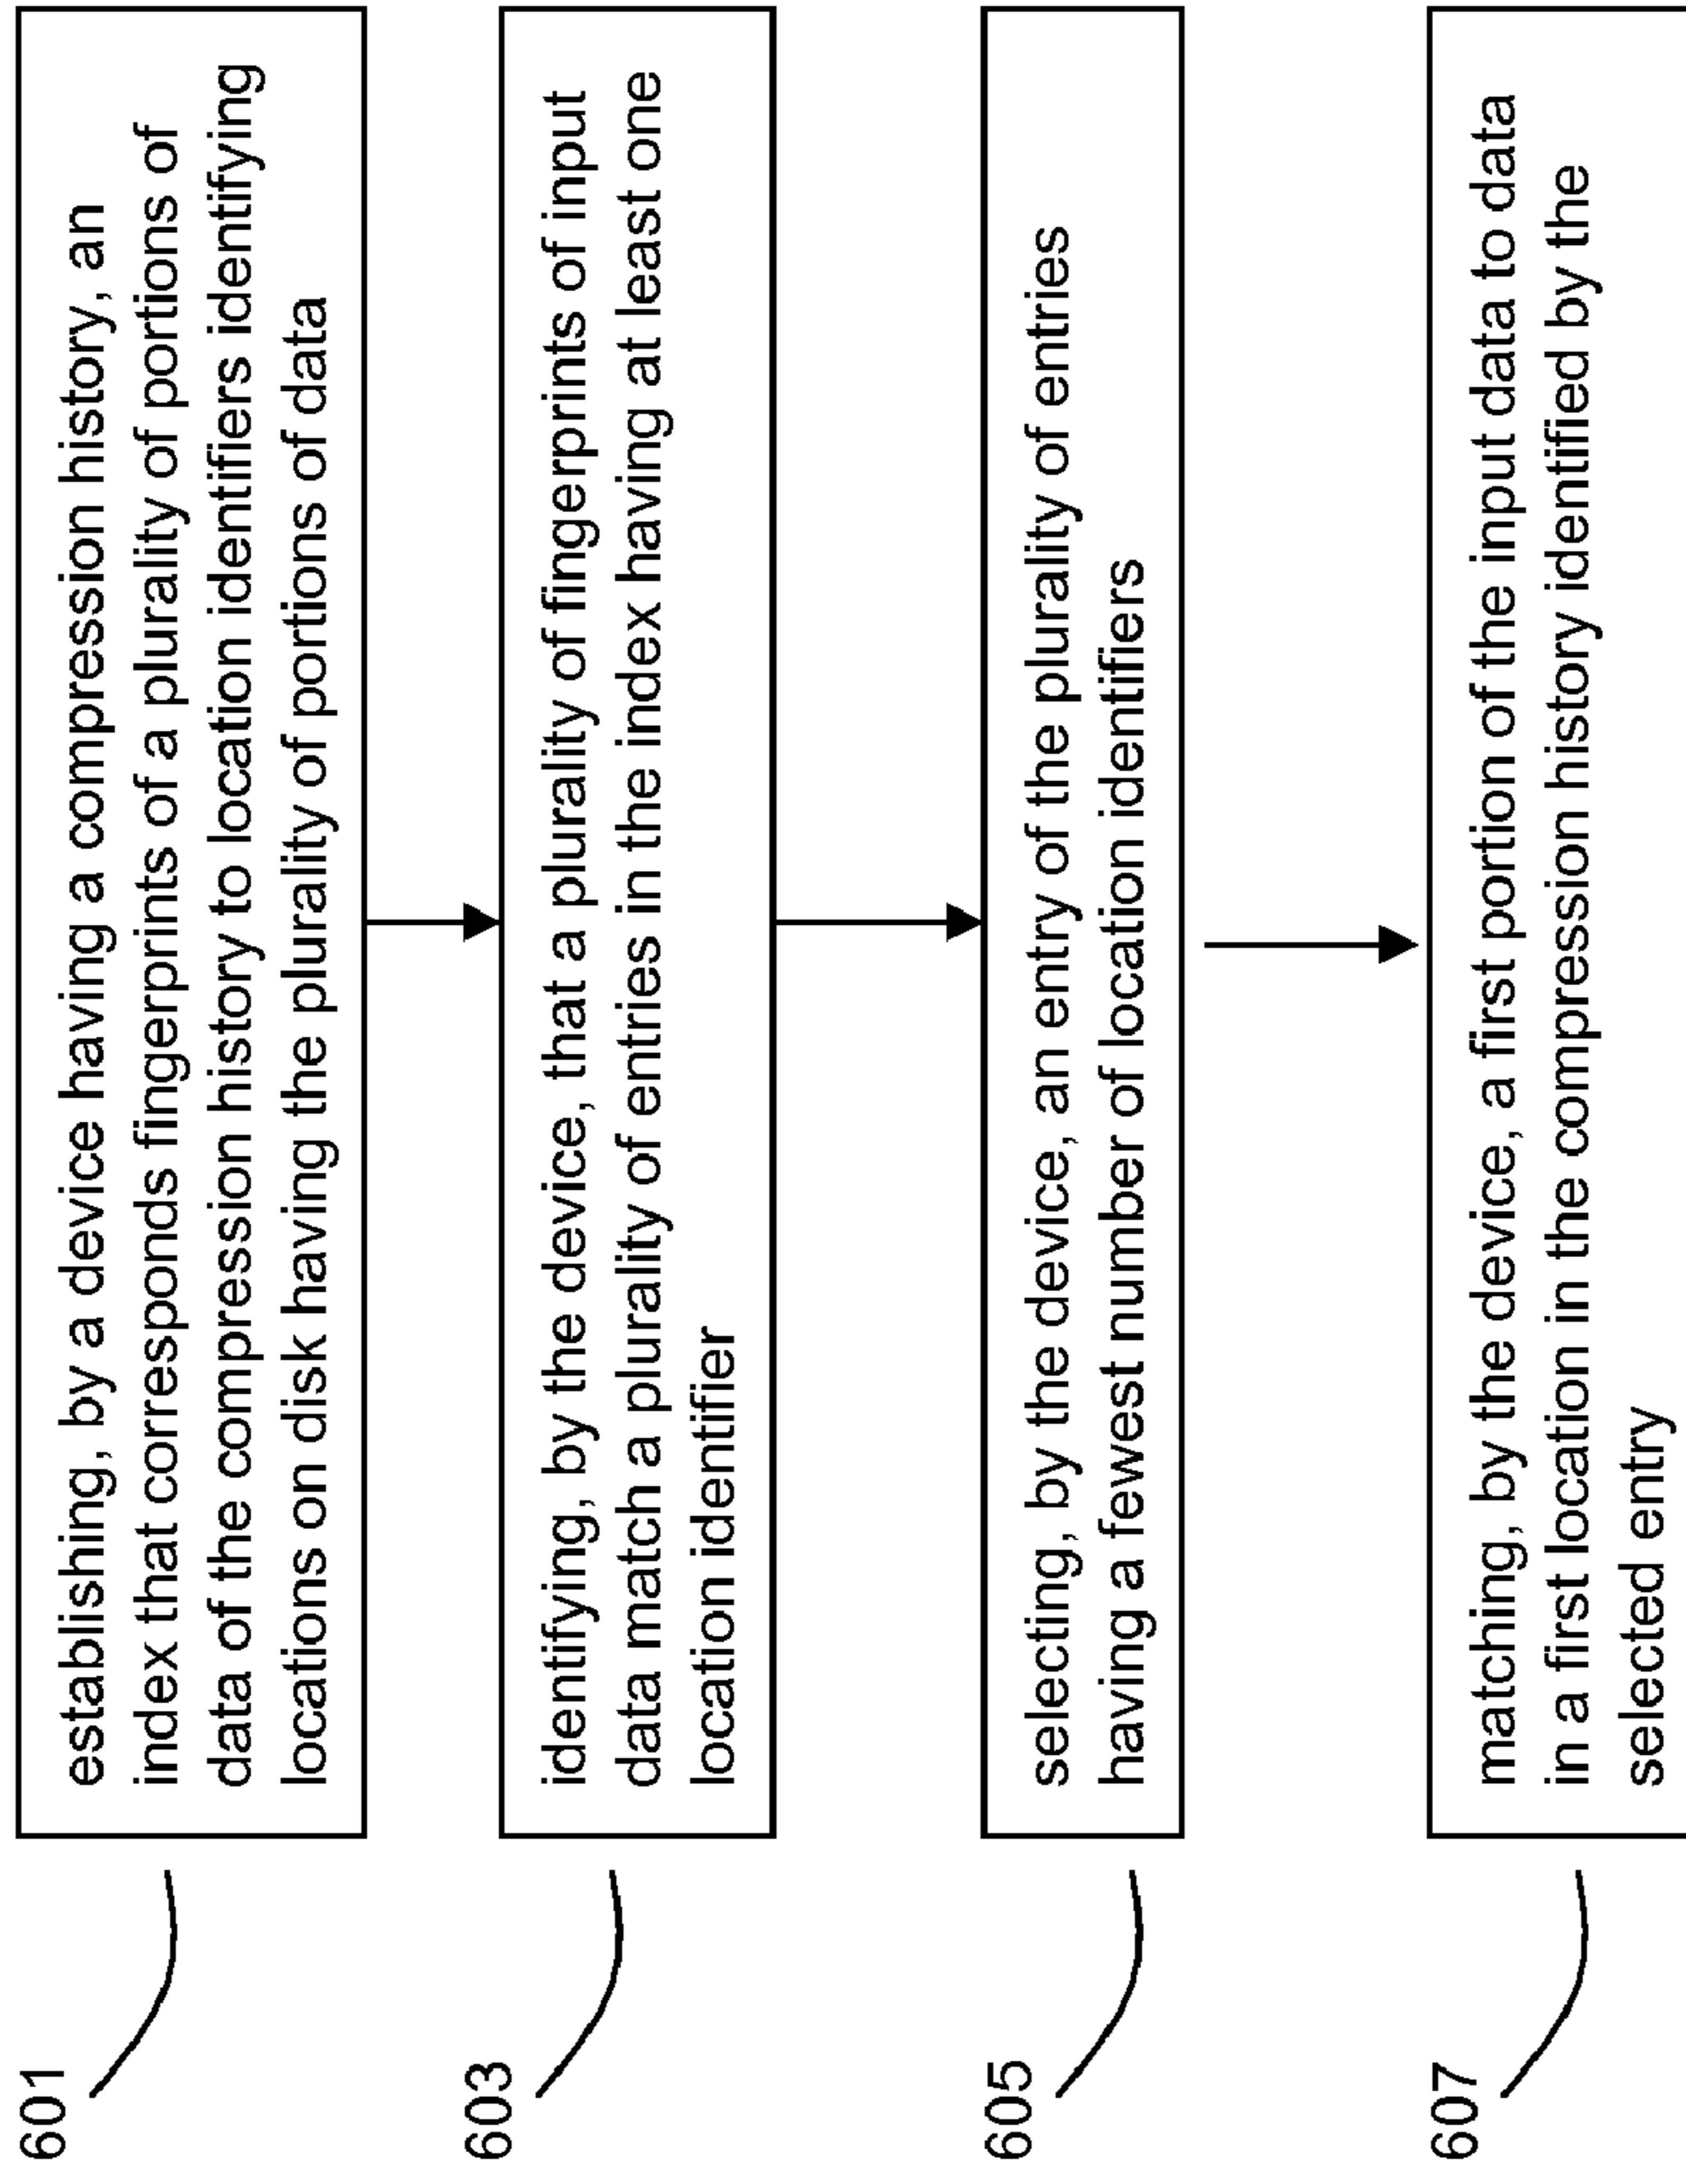 601
establishing, by a device having a compression history, an
index that corresponds fingerprints of a plurality of portions of
data of the compression history to location identifiers identifying
locations on disk having the plurality of portions of data
603
identifying, by the device, that a plurality of fingerprints of input
data match a plurality of entries in the index having at least one
location identifier
605
selecting, by the device, an entry of the plurality of entries
having a fewest number of location identifiers
607
matching, by the device, a first portion of the input data to data
in a first location in the compression history identified by the
selected entry